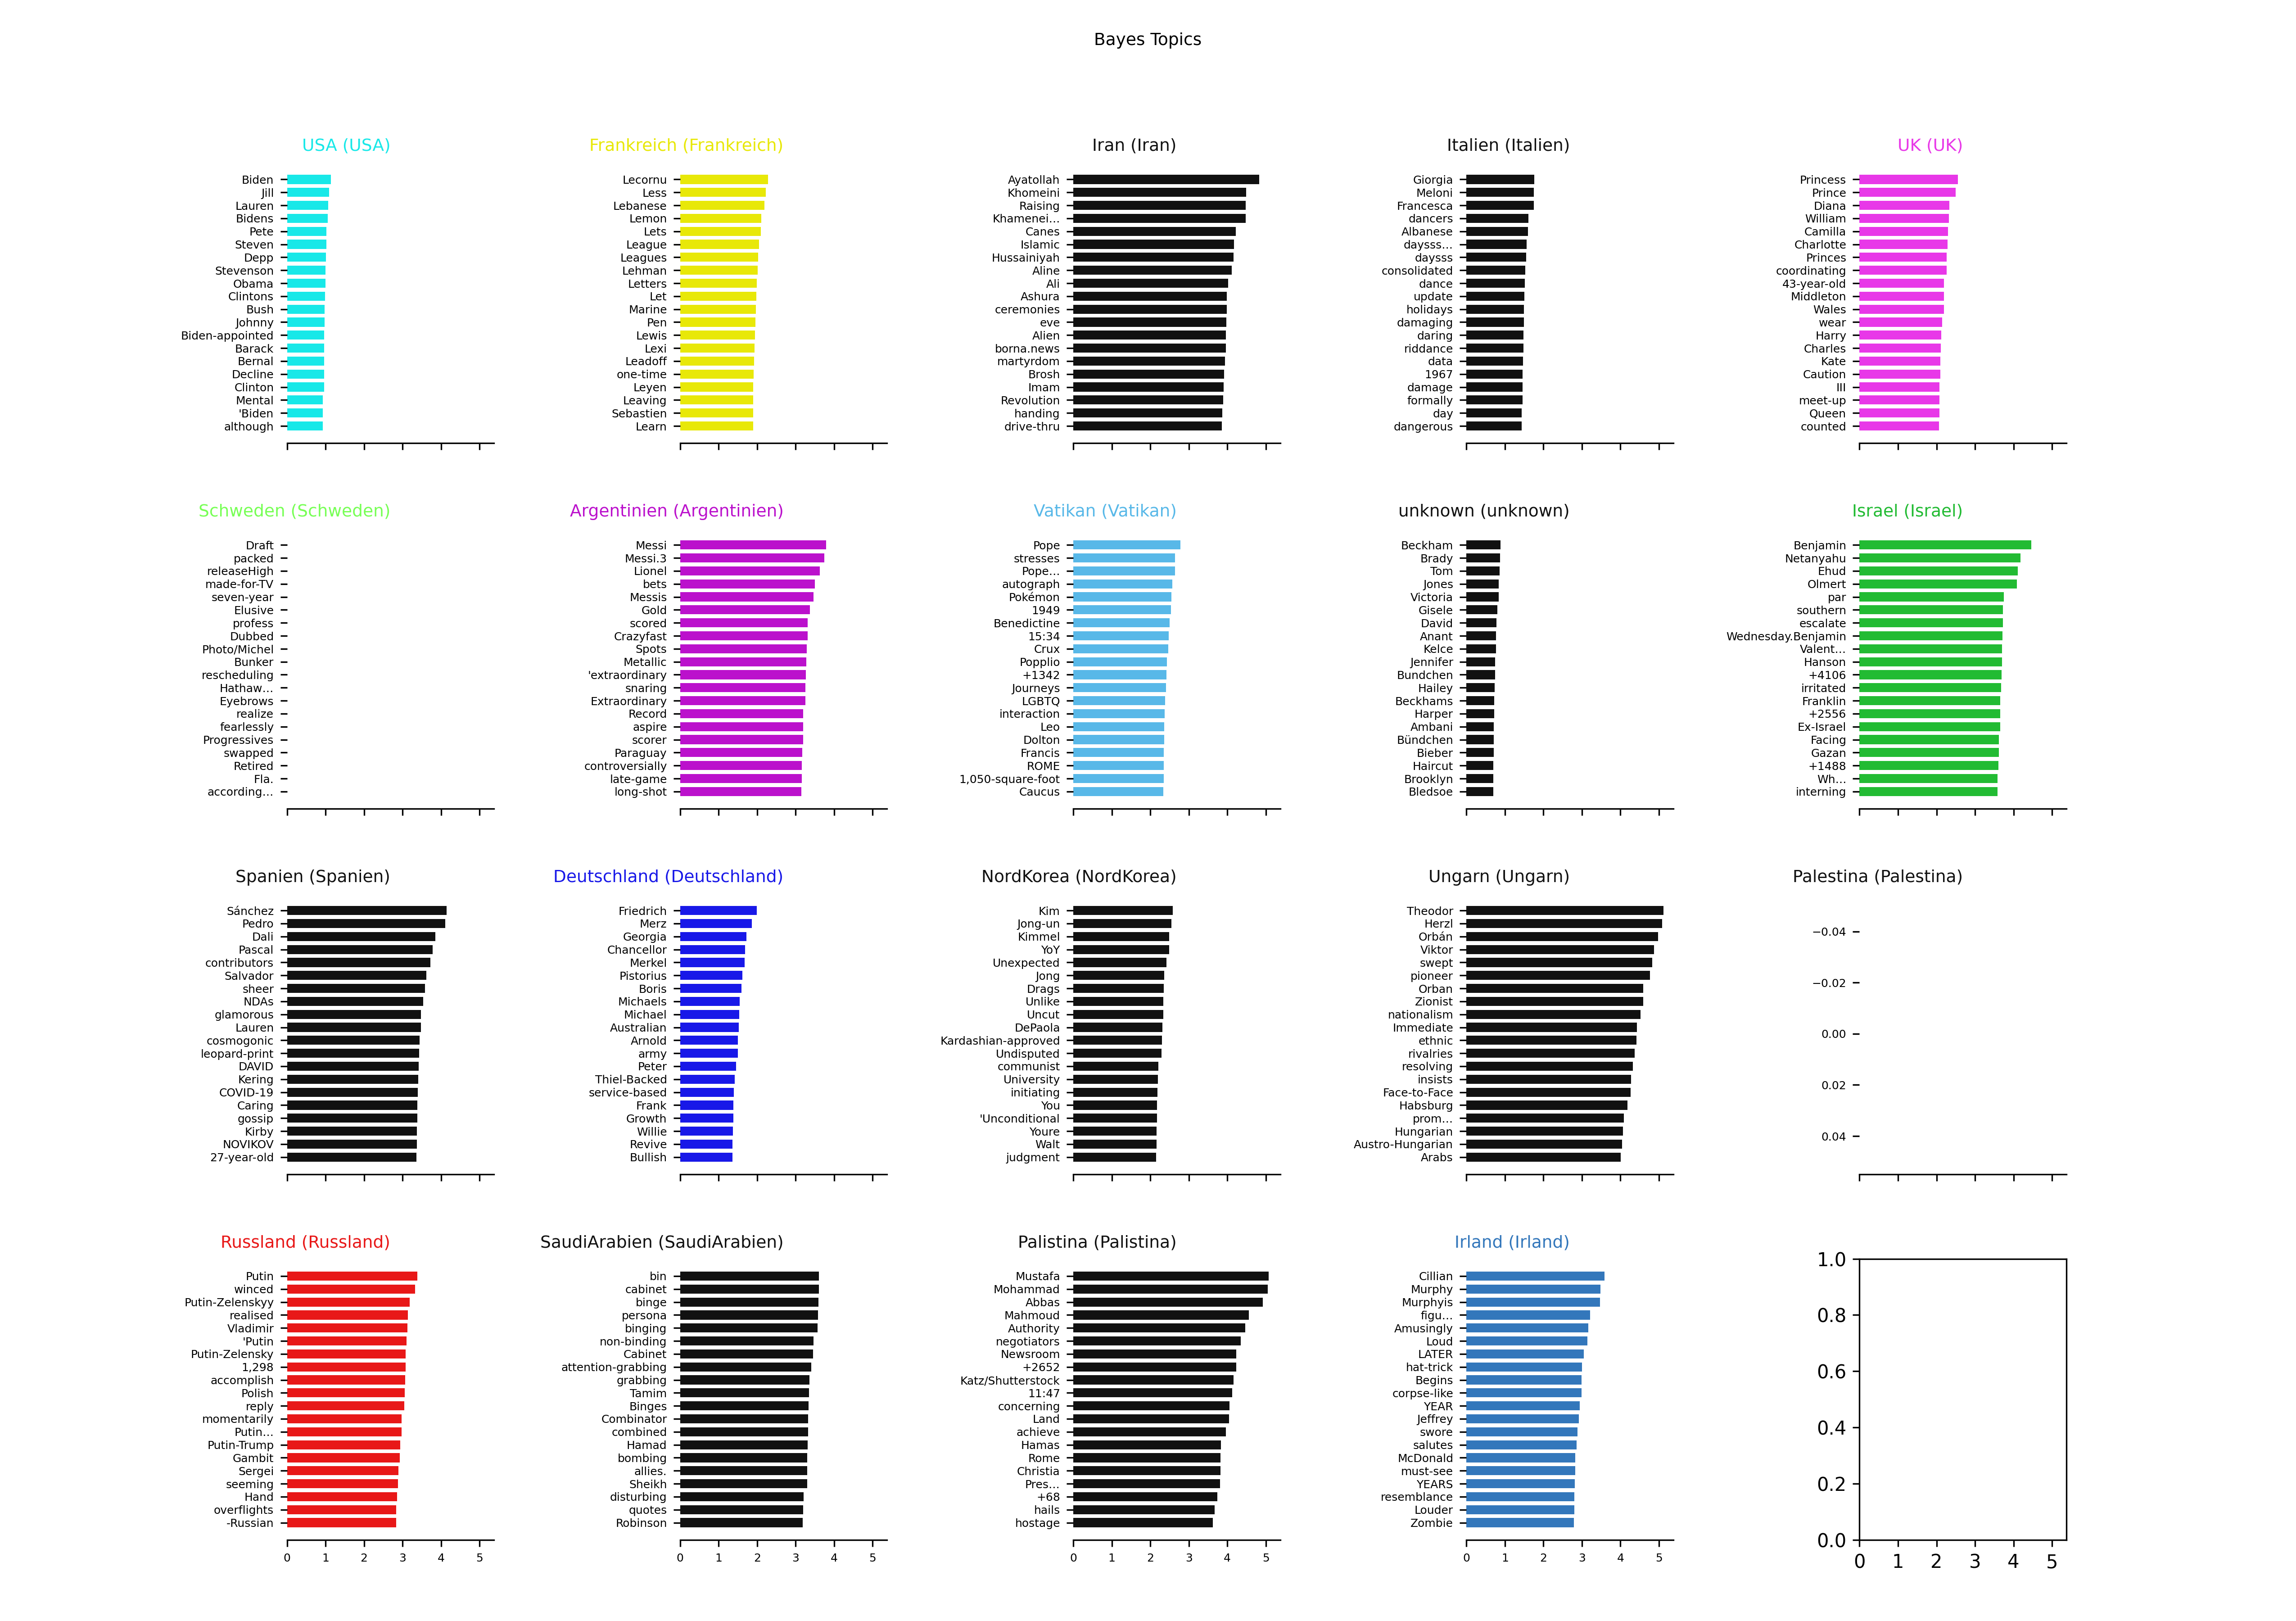 Bayes Topics
USA (USA)
Biden
Jill
Lauren
Bidens
Pete
Steven
Depp
Stevenson
Obama
Clintons
Bush
Johnny
Biden-appointed
Barack
Bernal
Decline
Clinton
Mental
'Biden
although
Frankreich (Frankreich)
Lecornu
Less
Lebanese
Lemon
Lets
League
Leagues
Lehman
Letters
Let
Marine
Pen
Lewis
Lexi
Leadoff
one-time
Leyen
Leaving
Sebastien
Learn
Iran (Iran)
Ayatollah
Khomeini
Raising
Khamenei…
Canes
Islamic
Hussainiyah
Aline
Ali
Ashura
ceremonies
eve
Alien
borna.news
martyrdom
Brosh
Imam
Revolution
handing
drive-thru
Italien (Italien)
Giorgia
Meloni
Francesca
dancers
Albanese
daysss…
daysss
consolidated
dance
update
holidays
damaging
daring
riddance
data
1967
damage
formally
day
dangerous
UK (UK)
Princess
Prince
Diana
William
Camilla
Charlotte
Princes
coordinating
43-year-old
Middleton
Wales
wear
Harry
Charles
Kate
Caution
III
meet-up
Queen
counted
Schweden (Schweden)
Draft
packed
releaseHigh
made-for-TV
seven-year
Elusive
profess
Dubbed
Photo/Michel
Bunker
rescheduling
Hathaw…
Eyebrows
realize
fearlessly
Progressives
swapped
Retired
Fla.
according…
Argentinien (Argentinien)
Messi
Messi.3
Lionel
bets
Messis
Gold
scored
Crazyfast
Spots
Metallic
'extraordinary
snaring
Extraordinary
Record
aspire
scorer
Paraguay
controversially
late-game
long-shot
Vatikan (Vatikan)
Pope
stresses
Pope…
autograph
Pokémon
1949
Benedictine
15:34
Crux
Popplio
+1342
Journeys
LGBTQ
interaction
Leo
Dolton
Francis
ROME
1,050-square-foot
Caucus
unknown (unknown)
Beckham
Brady
Tom
Jones
Victoria
Gisele
David
Anant
Kelce
Jennifer
Bundchen
Hailey
Beckhams
Harper
Ambani
Bündchen
Bieber
Haircut
Brooklyn
Bledsoe
Israel (Israel)
Benjamin
Netanyahu
Ehud
Olmert
par
southern
escalate
Wednesday.Benjamin
Valent…
Hanson
+4106
irritated
Franklin
+2556
Ex-Israel
Facing
Gazan
+1488
Wh…
interning
Spanien (Spanien)
Sánchez
Pedro
Dali
Pascal
contributors
Salvador
sheer
NDAs
glamorous
Lauren
cosmogonic
leopard-print
DAVID
Kering
COVID-19
Caring
gossip
Kirby
NOVIKOV
27-year-old
Deutschland (Deutschland)
Friedrich
Merz
Georgia
Chancellor
Merkel
Pistorius
Boris
Michaels
Michael
Australian
Arnold
army
Peter
Thiel-Backed
service-based
Frank
Growth
Willie
Revive
Bullish
NordKorea (NordKorea)
Kim
Jong-un
Kimmel
YoY
Unexpected
Jong
Drags
Unlike
Uncut
DePaola
Kardashian-approved
Undisputed
communist
University
initiating
You
'Unconditional
Youre
Walt
judgment
Ungarn (Ungarn)
Theodor
Herzl
Orbán
Viktor
swept
pioneer
Orban
Zionist
nationalism
Immediate
ethnic
rivalries
resolving
insists
Face-to-Face
Habsburg
prom…
Hungarian
Austro-Hungarian
Arabs
Palestina (Palestina)
−0.04
−0.02
0.00
0.02
0.04
Russland (Russland)
Putin
winced
Putin-Zelenskyy
realised
Vladimir
'Putin
Putin-Zelensky
1,298
accomplish
Polish
reply
momentarily
Putin…
Putin-Trump
Gambit
Sergei
seeming
Hand
overflights
-Russian
0 1 2 3 4 5
SaudiArabien (SaudiArabien)
bin
cabinet
binge
persona
binging
non-binding
Cabinet
attention-grabbing
grabbing
Tamim
Binges
Combinator
combined
Hamad
bombing
allies.
Sheikh
disturbing
quotes
Robinson
0 1 2 3 4 5
Palistina (Palistina)
Mustafa
Mohammad
Abbas
Mahmoud
Authority
negotiators
Newsroom
+2652
Katz/Shutterstock
11:47
concerning
Land
achieve
Hamas
Rome
Christia
Pres…
+68
hails
hostage
0 1 2 3 4 5
Irland (Irland)
Cillian
Murphy
Murphyis
figu…
Amusingly
Loud
LATER
hat-trick
Begins
corpse-like
YEAR
Jeffrey
swore
salutes
McDonald
must-see
YEARS
resemblance
Louder
Zombie
0 1 2 3 4 5
1.0
0.8
0.6
0.4
0.2
0.0
0 1 2 3 4 5